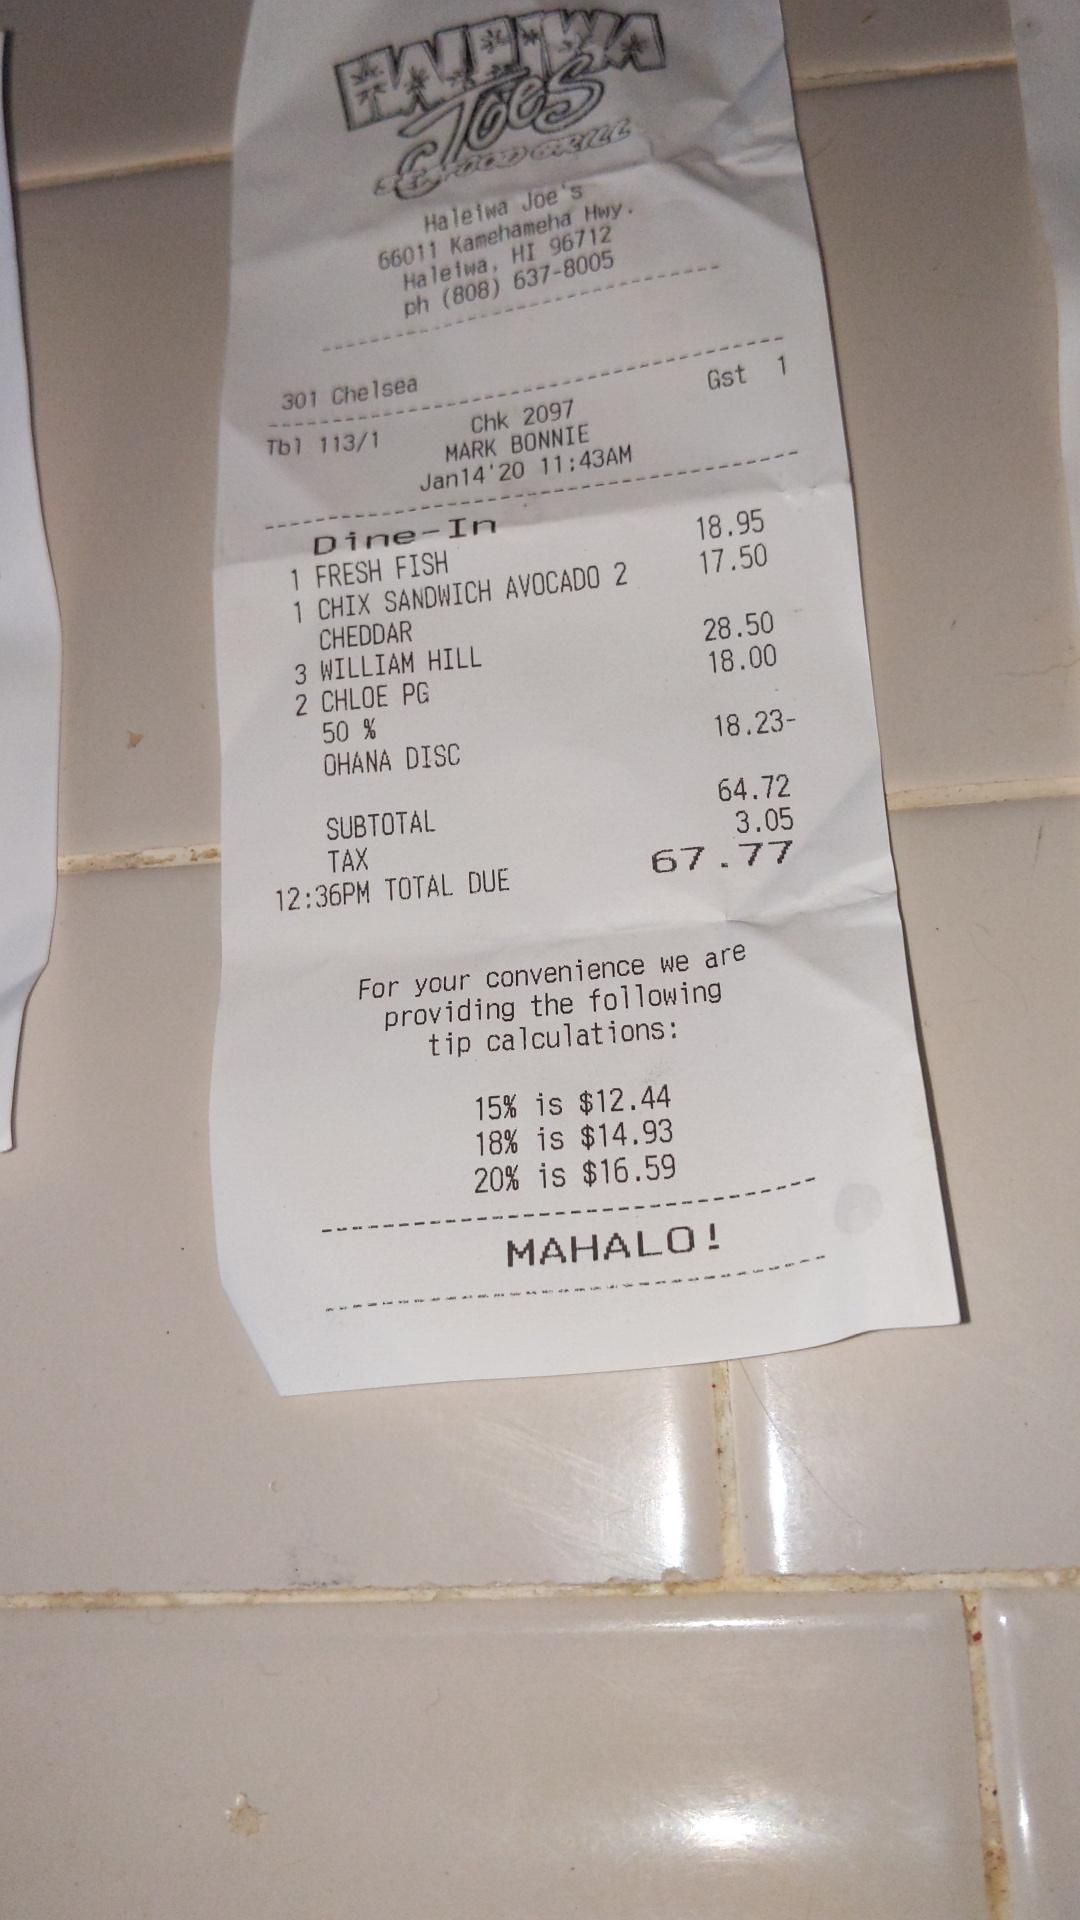 HALEIWA
JOE'S
SEAFOOD GRILL
Haleiwa Joe's
66011 Kamehameha Hwy.
Haleiwa, HI 96712
ph (808) 637-8005
301 Chelsea
Tbl 113/1 Chk 2097 Gst 1
MARK BONNIE
Jan14'20 11:43AM
Dine-In
1 FRESH FISH 18.95
1 CHIX SANDWICH AVOCADO 2 17.50
CHEDDAR
3 WILLIAM HILL 28.50
2 CHLOE PG 18.00
50 %
OHANA DISC 18.23-
SUBTOTAL 64.72
TAX 3.05
12:36PM TOTAL DUE 67.77
For your convenience we are
providing the following
tip calculations:
15% is $12.44
18% is $14.93
20% is $16.59
MAHALO!